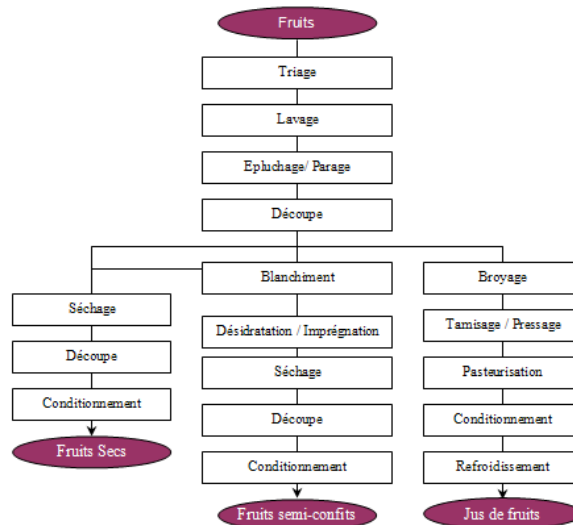 Fruits
Triage
Lavage
Epluchage/ Parage
Découpe
Blanchiment
Broyage
Séchage
Désidratation / Imprégnation
Tamisage / Pressage
Découpe
Séchage
Pasteurisation
Conditionnement
Découpe
Conditionnement
Fruits Secs
Conditionnement
Refroidissement
Fruits semi-confits
Jus de fruits